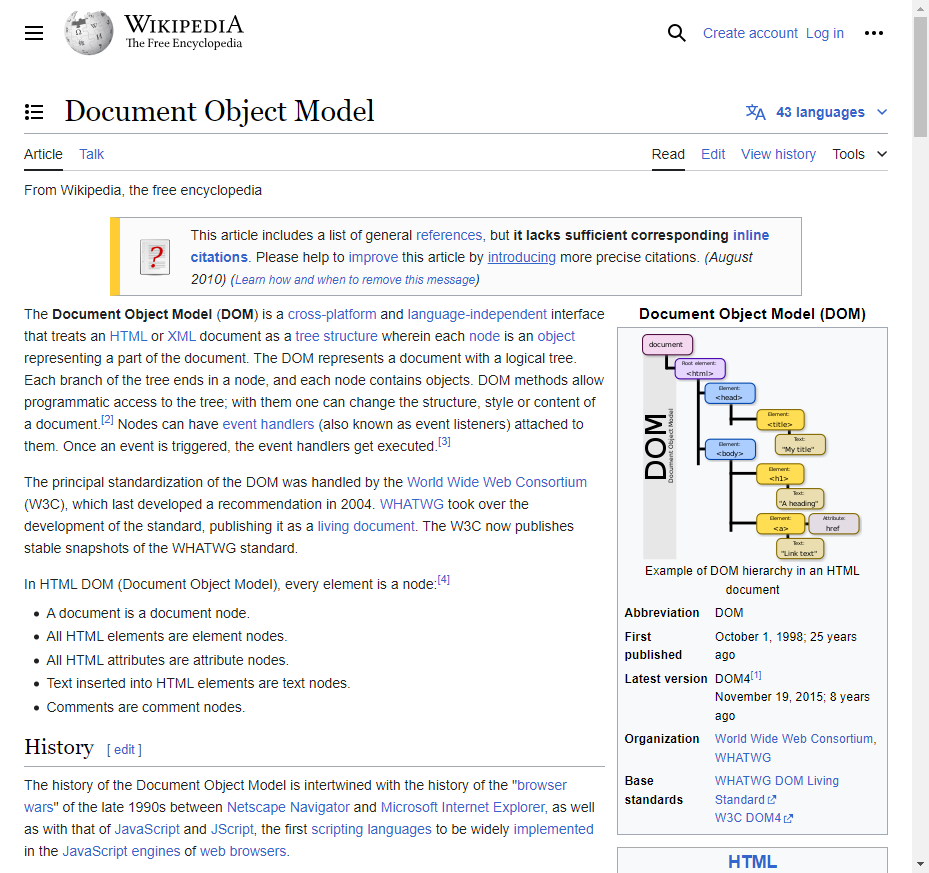 WIKIPEDIA
The Free Encyclopedia
Create account Log in
Document Object Model
43 languages
Article Talk
Read Edit View history Tools
From Wikipedia, the free encyclopedia
This article includes a list of general references, but it lacks sufficient corresponding inline
citations. Please help to improve this article by introducing more precise citations. (August
2010) (Learn how and when to remove this message)
The Document Object Model (DOM) is a cross-platform and language-independent interface
that treats an HTML or XML document as a tree structure wherein each node is an object
representing a part of the document. The DOM represents a document with a logical tree.
Each branch of the tree ends in a node, and each node contains objects. DOM methods allow
programmatic access to the tree; with them one can change the structure, style or content of
a document.[2] Nodes can have event handlers (also known as event listeners) attached to
them. Once an event is triggered, the event handlers get executed.[3]
The principal standardization of the DOM was handled by the World Wide Web Consortium
(W3C), which last developed a recommendation in 2004. WHATWG took over the
development of the standard, publishing it as a living document. The W3C now publishes
stable snapshots of the WHATWG standard.
In HTML DOM (Document Object Model), every element is a node:[4]
• A document is a document node.
• All HTML elements are element nodes.
• All HTML attributes are attribute nodes.
• Text inserted into HTML elements are text nodes.
• Comments are comment nodes.
History [ edit ]
The history of the Document Object Model is intertwined with the history of the "browser
wars" of the late 1990s between Netscape Navigator and Microsoft Internet Explorer, as well
as with that of JavaScript and JScript, the first scripting languages to be widely implemented
in the JavaScript engines of web browsers.
Document Object Model (DOM)
DOM
Document Object Model
document
Root element:
<html>
Element:
<head>
Element:
<title>
Text:
"My title"
Element:
<body>
Element:
<h1>
Text:
"A heading"
Element:
<a>
Attribute:
href
Text:
"Link text"
Example of DOM hierarchy in an HTML
document
Abbreviation DOM
First
published
October 1, 1998; 25 years
ago
Latest version DOM4[1]
November 19, 2015; 8 years
ago
Organization World Wide Web Consortium,
WHATWG
Base
standards
WHATWG DOM Living
Standard
W3C DOM4
HTML